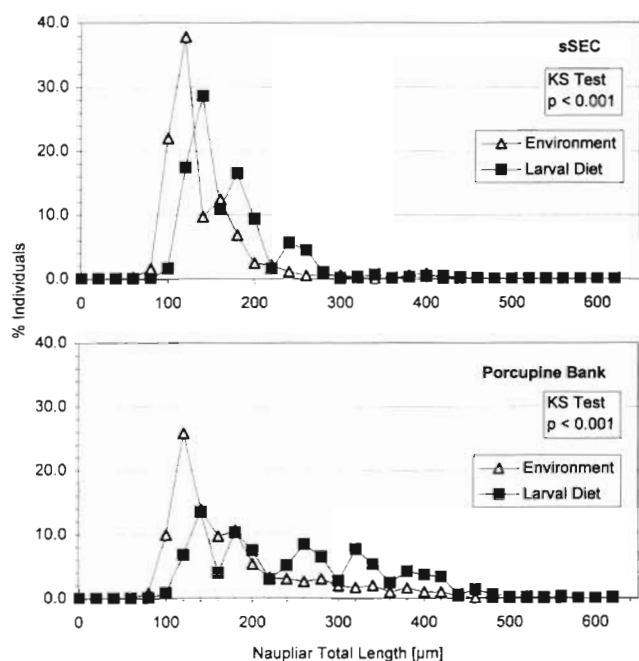 40.0
30.0
20.0
10.0
0.0
sSEC
KS Test
p < 0.001
Environment
Larval Diet
0 100 200 300 400 500 600
% Individuals
40.0
30.0
20.0
10.0
0.0
Porcupine Bank
KS Test
p < 0.001
Environment
Larval Diet
0 100 200 300 400 500 600
Naupliar Total Length [µm]